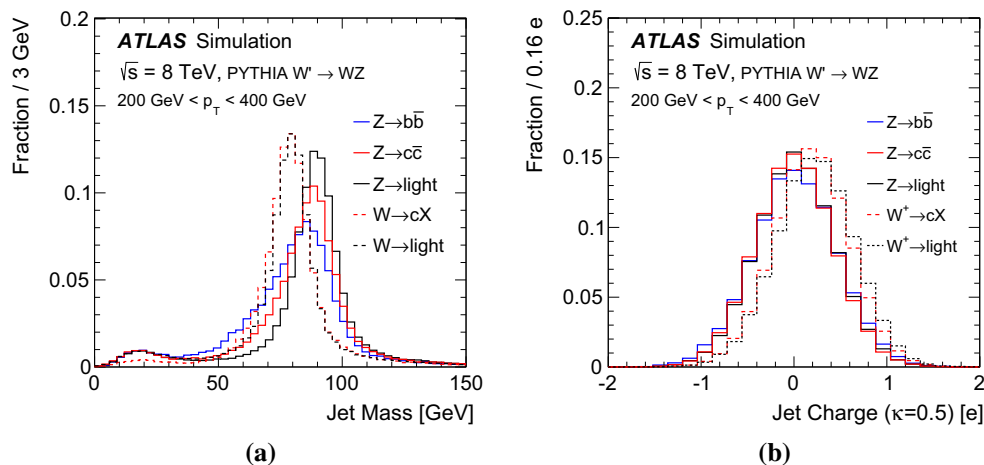 Fraction / 3 GeV
0.2
0.15
0.1
0.05
0
0
50
100
150
Jet Mass [GeV]
ATLAS Simulation
√s = 8 TeV, PYTHIA W' → WZ
200 GeV < p_T < 400 GeV
Z→bb̅
Z→cc̅
Z→light
W→cX
W→light
(a)
Fraction / 0.16 e
0.25
0.2
0.15
0.1
0.05
0
-2
-1
0
1
2
Jet Charge (κ=0.5) [e]
ATLAS Simulation
√s = 8 TeV, PYTHIA W' → WZ
200 GeV < p_T < 400 GeV
Z→bb̅
Z→cc̅
Z→light
W⁺→cX
W⁺→light
(b)